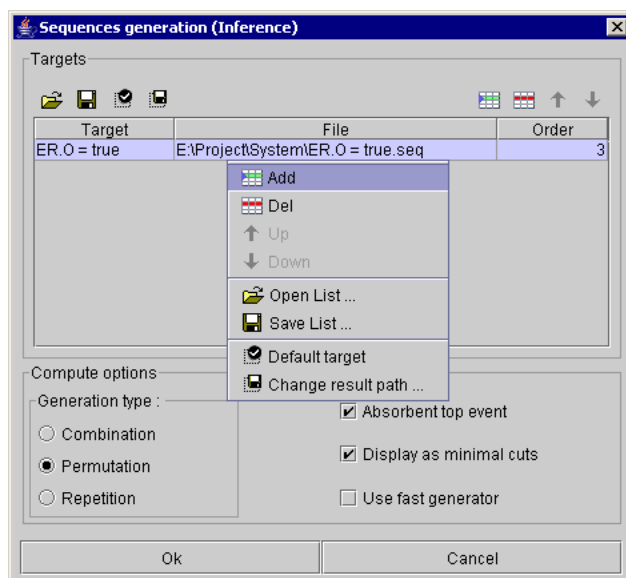 Sequences generation (Inference)
Targets
Target File Order
ER.O = true E:\Project\System\ER.O = true.seq 3
Add
Del
Up
Down
Open List ...
Save List ...
Default target
Change result path ...
Compute options
Generation type :
Combination
Permutation
Repetition
Absorbent top event
Display as minimal cuts
Use fast generator
Ok Cancel